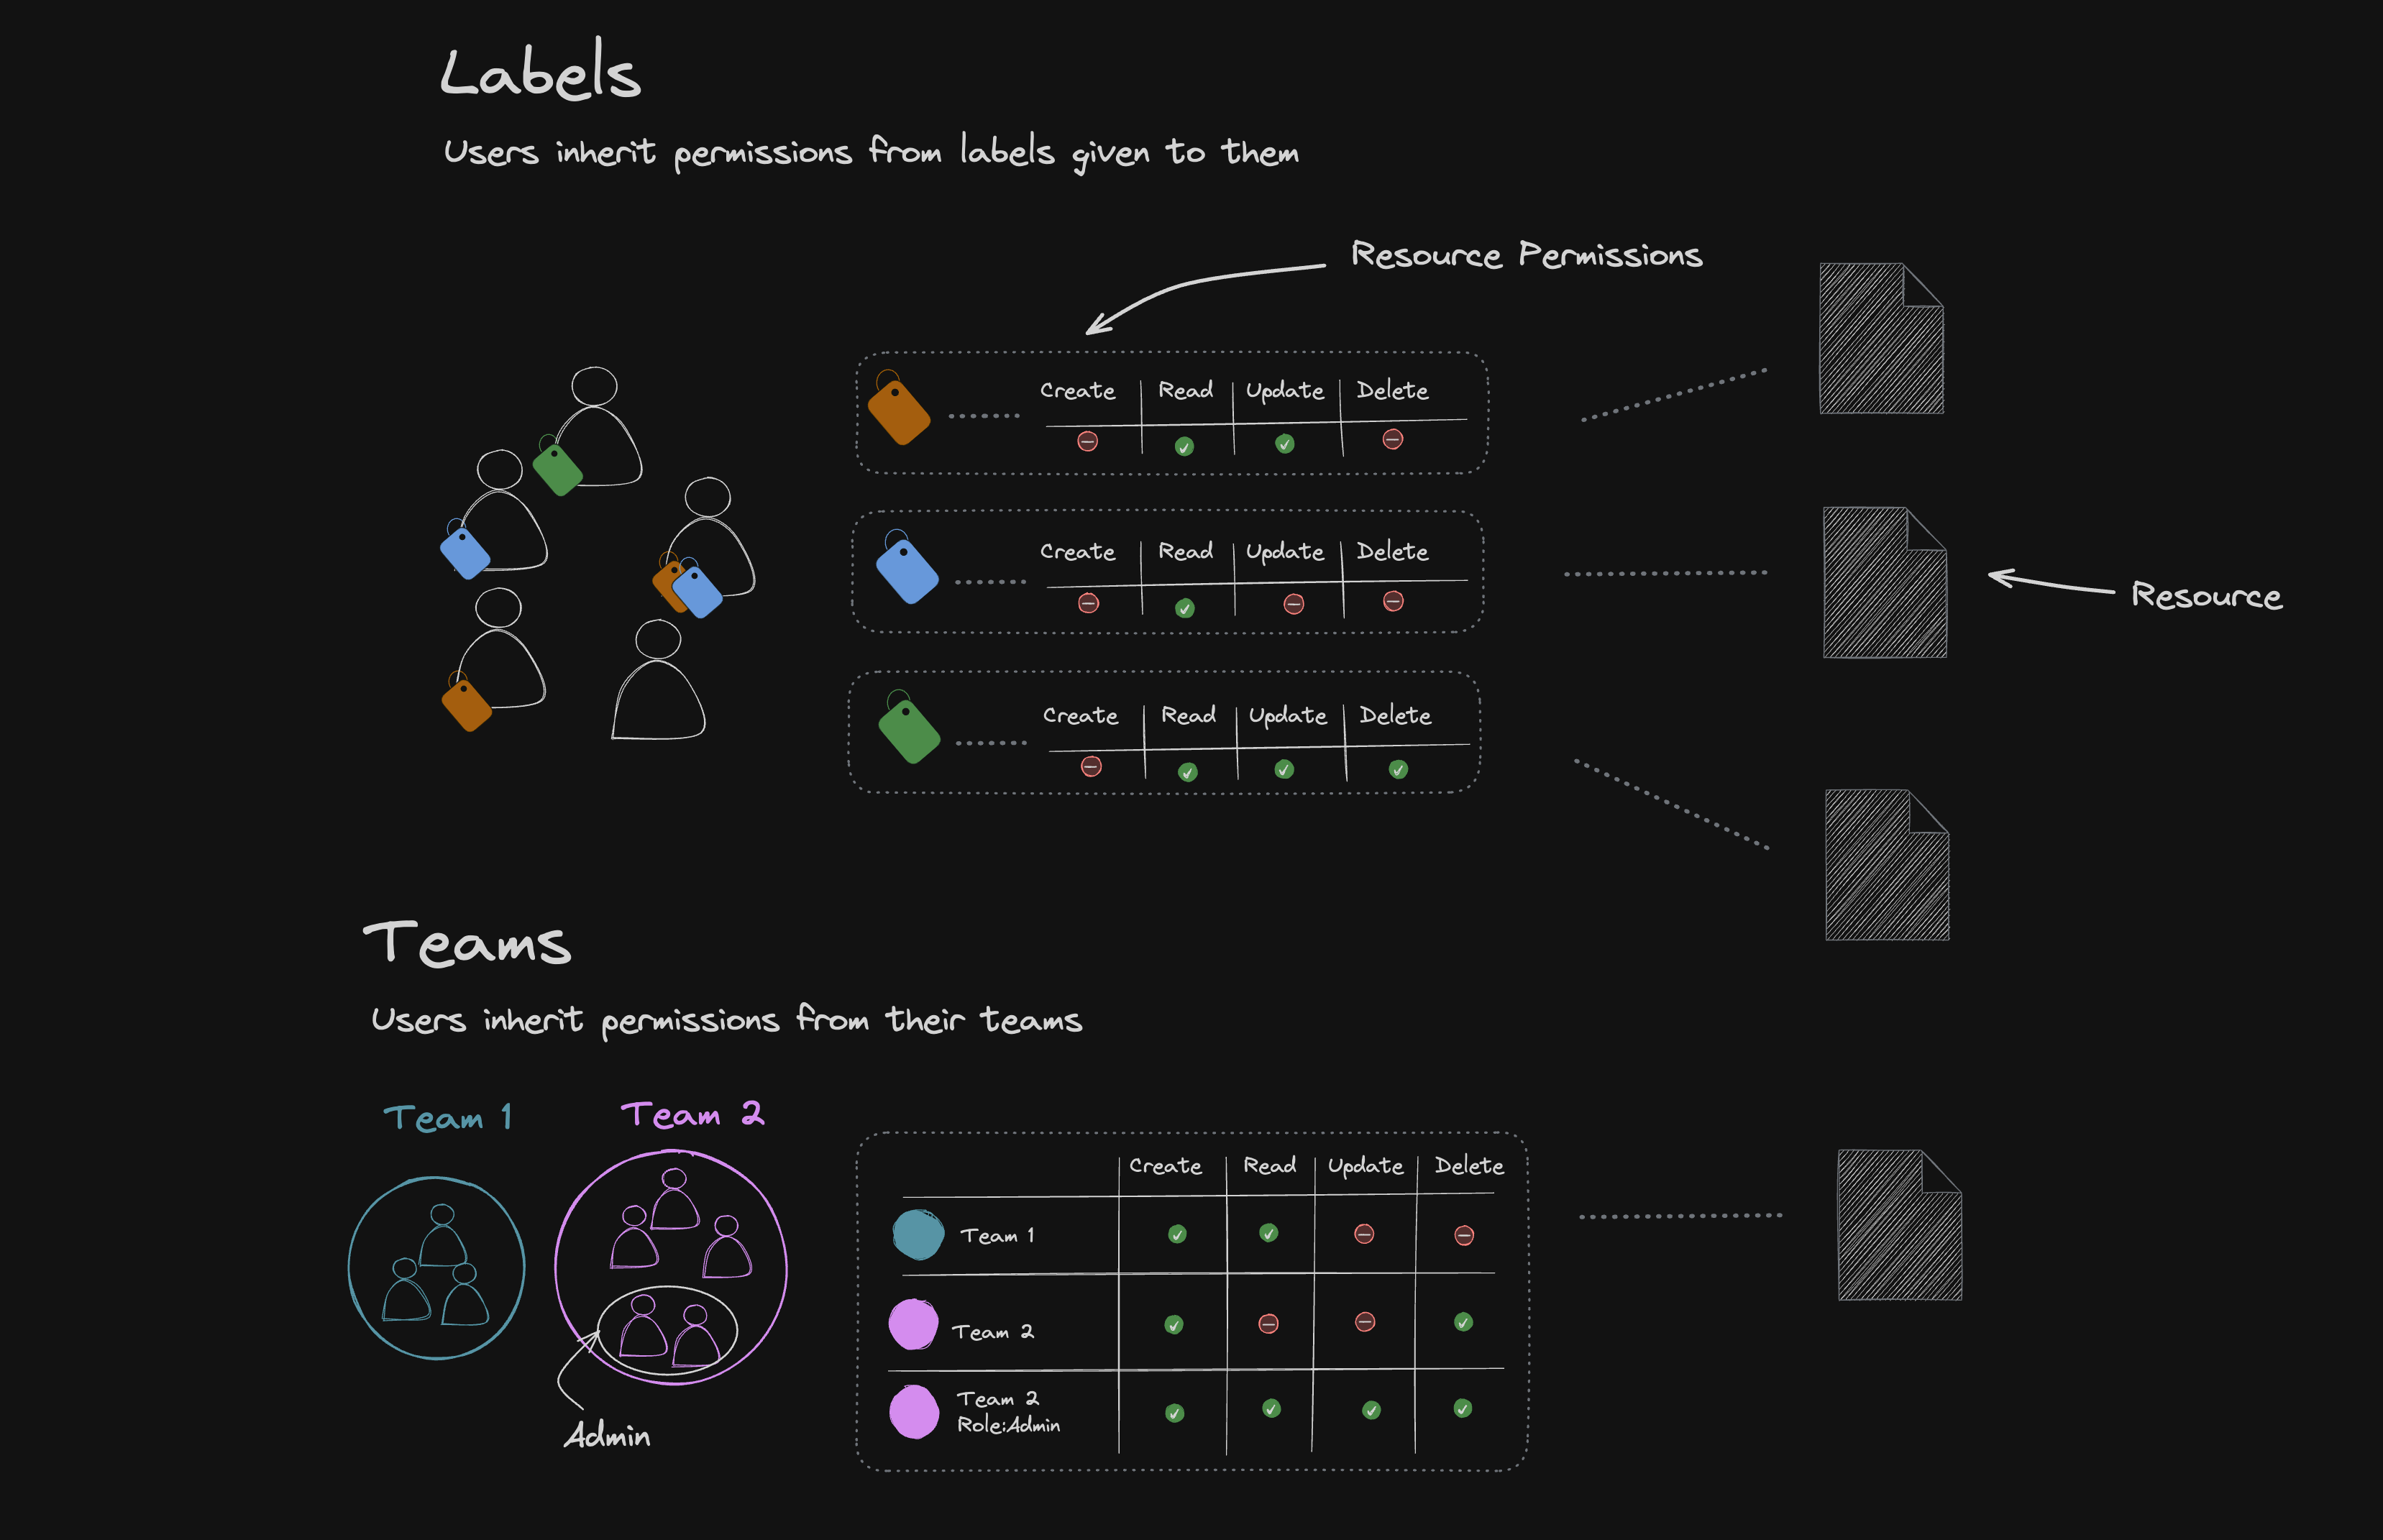 Labels
Users inherit permissions from labels given to them
Resource Permissions
Create Read Update Delete
Create Read Update Delete
Resource
Create Read Update Delete
Teams
Users inherit permissions from their teams
Team 1
Team 2
Create Read Update Delete
Team 1
Team 2
Team 2
Role:Admin
Admin